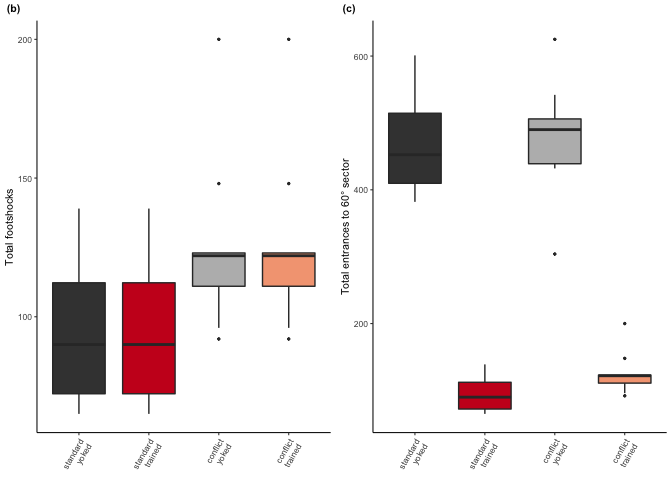 (b)
Total footshocks
200
150
100
standard
yoked
standard
trained
conflict
yoked
conflict
trained
(c)
Total entrances to 60° sector
600
400
200
standard
yoked
standard
trained
conflict
yoked
conflict
trained